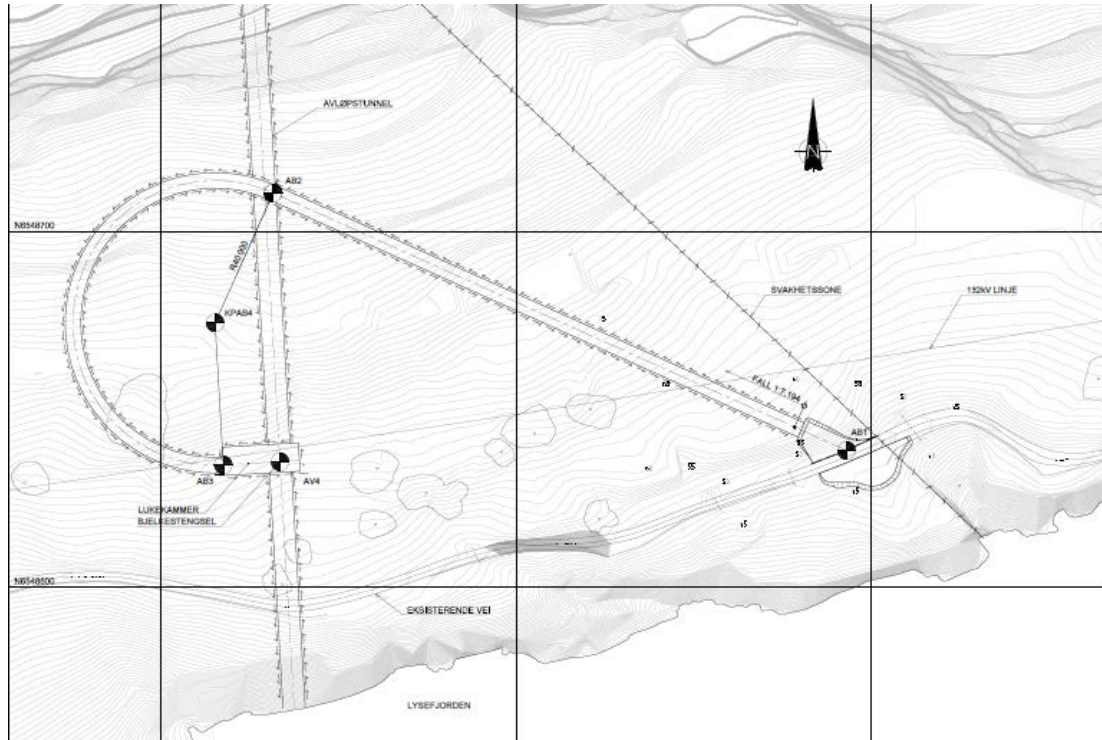 AVLØPSTUNNEL
N
AB2
N6548700
R40.000
SVAKHETSSONE
132kV LINJE
KPAB4
FALL 1:7.194
AB1
AB3
AV4
LUKEKAMMER
BJELKESTENGSEL
N6548600
EKSISTERENDE VEI
LYSEFJORDEN